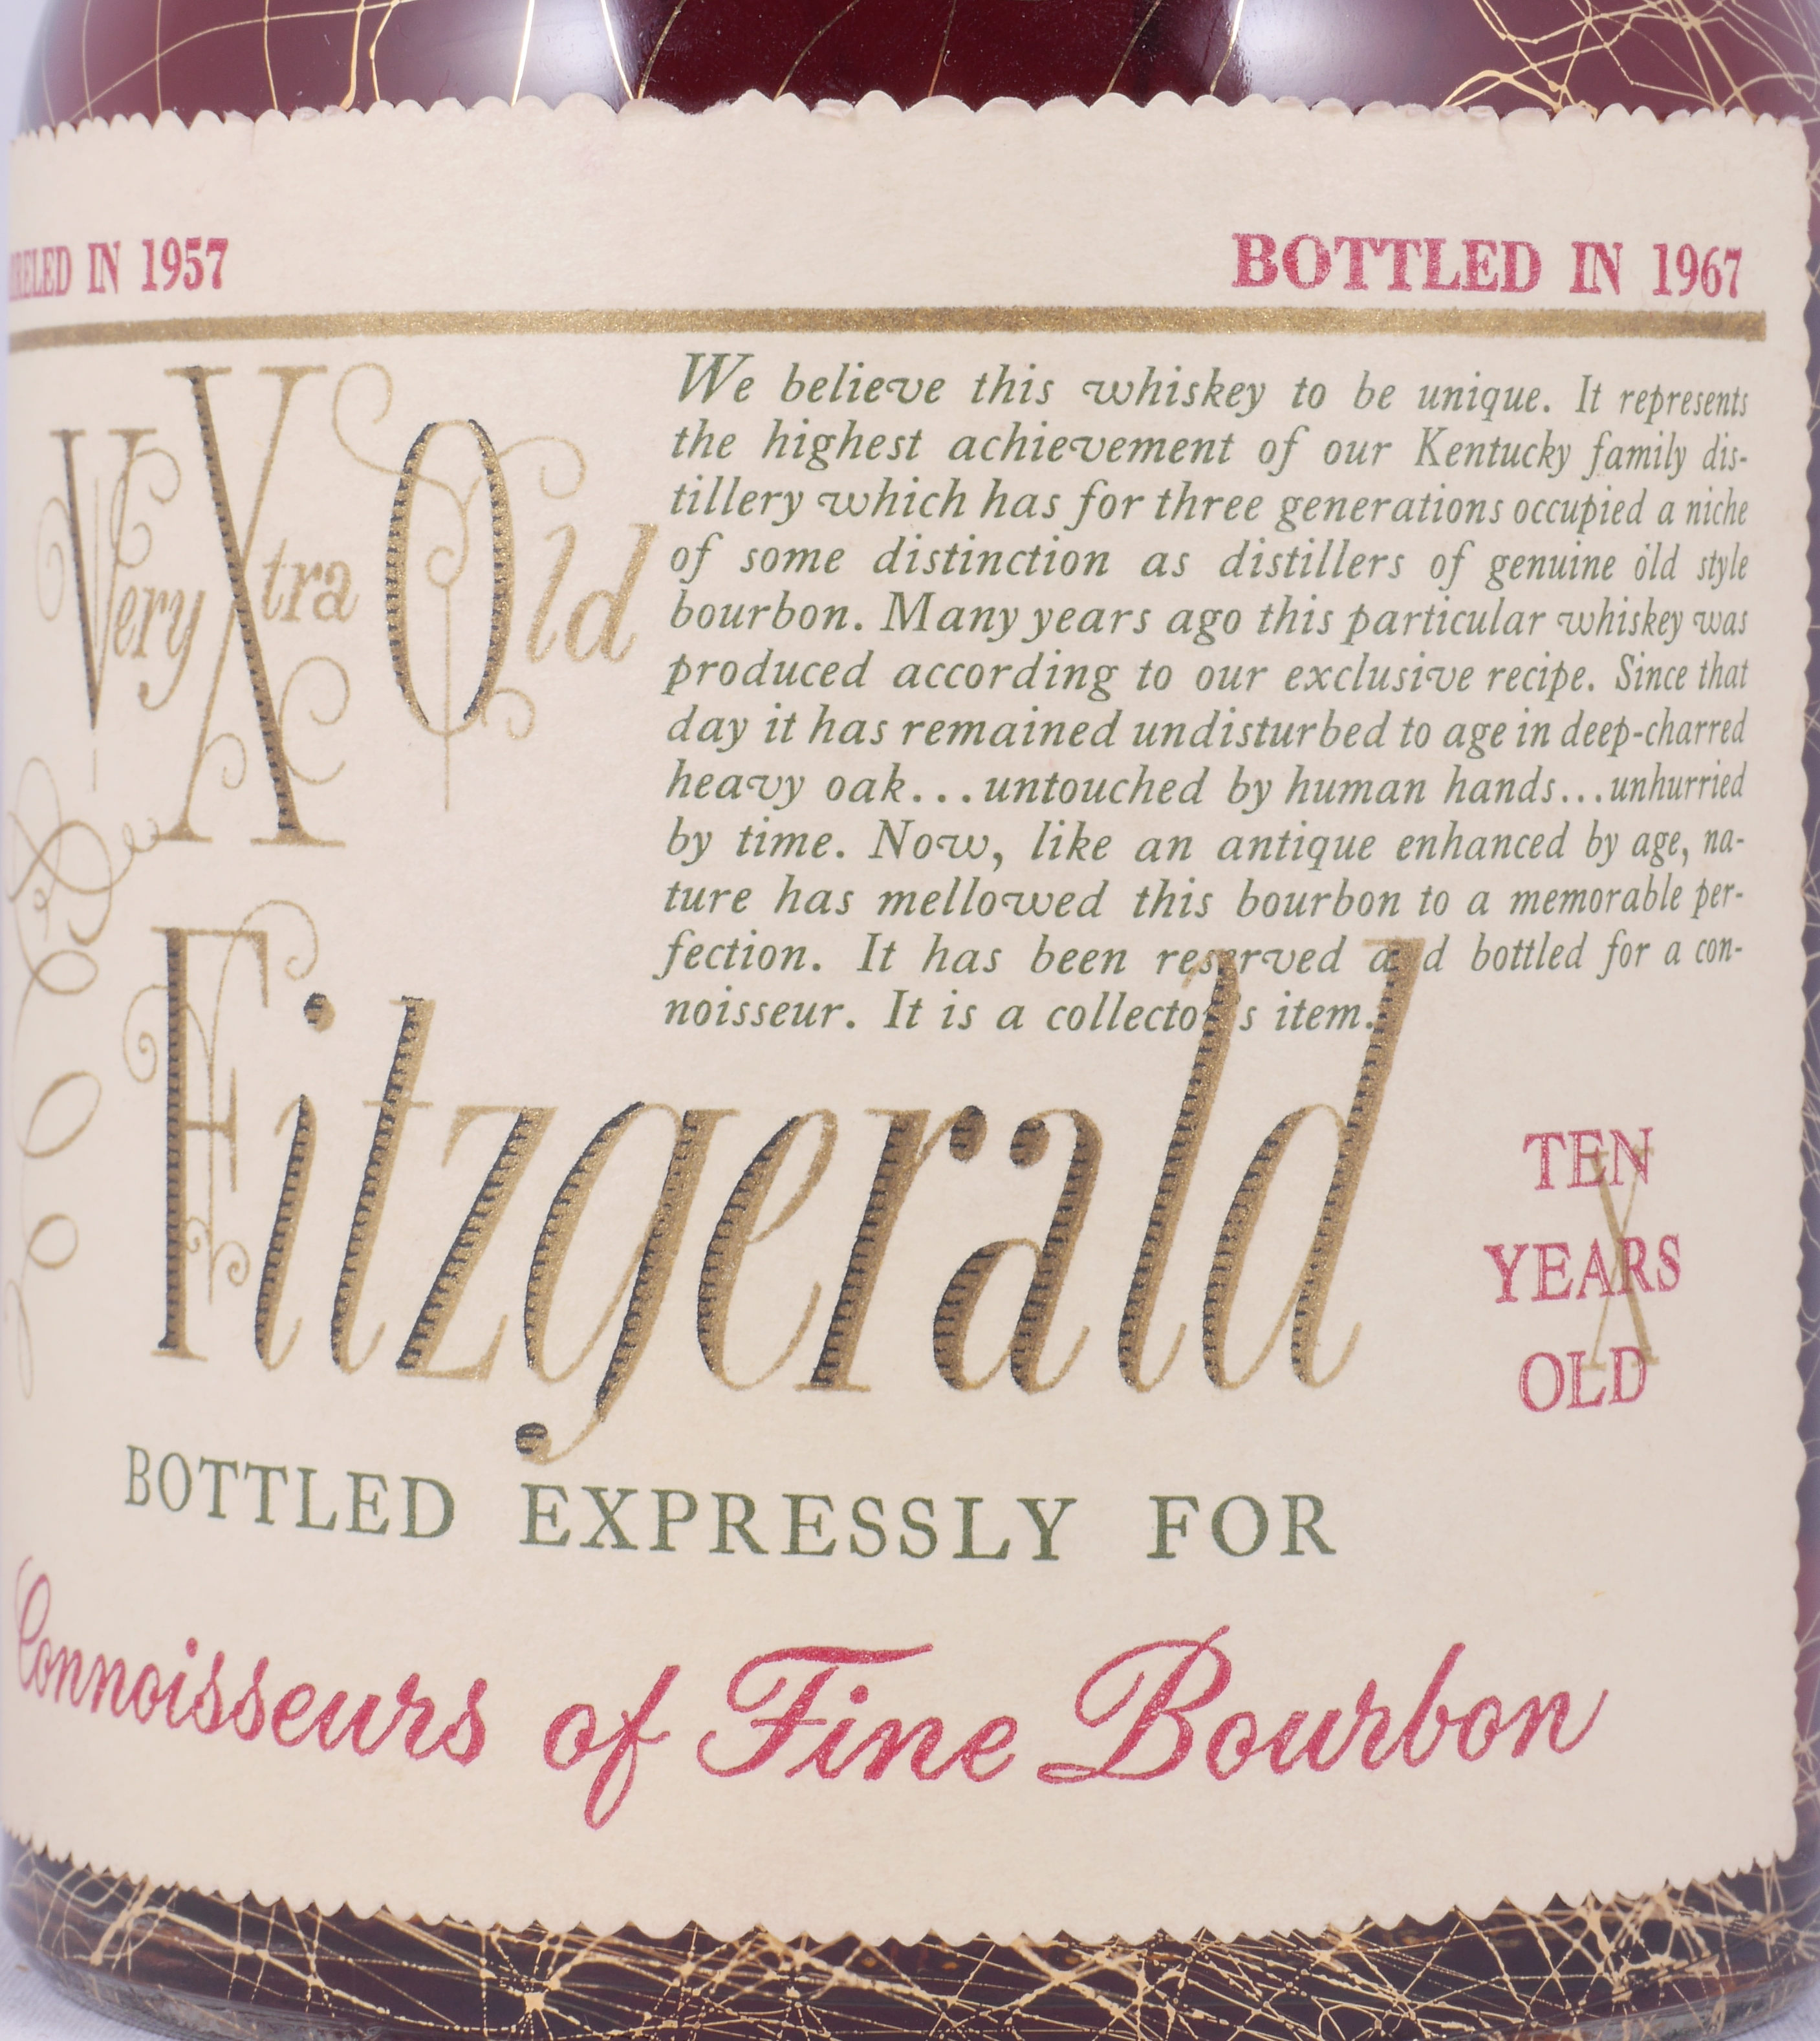 BARRELED IN 1957
BOTTLED IN 1967
Very Xtra Old
We believe this whiskey to be unique. It represents
the highest achievement of our Kentucky family dis-
tillery which has for three generations occupied a niche
of some distinction as distillers of genuine old style
bourbon. Many years ago this particular whiskey was
produced according to our exclusive recipe. Since that
day it has remained undisturbed to age in deep-charred
heavy oak...untouched by human hands...unhurried
by time. Now, like an antique enhanced by age, na-
ture has mellowed this bourbon to a memorable per-
fection. It has been reserved and bottled for a con-
noisseur. It is a collector's item.
Fitzgerald
X
TEN
YEARS
OLD
BOTTLED EXPRESSLY FOR
Connoisseurs of Fine Bourbon